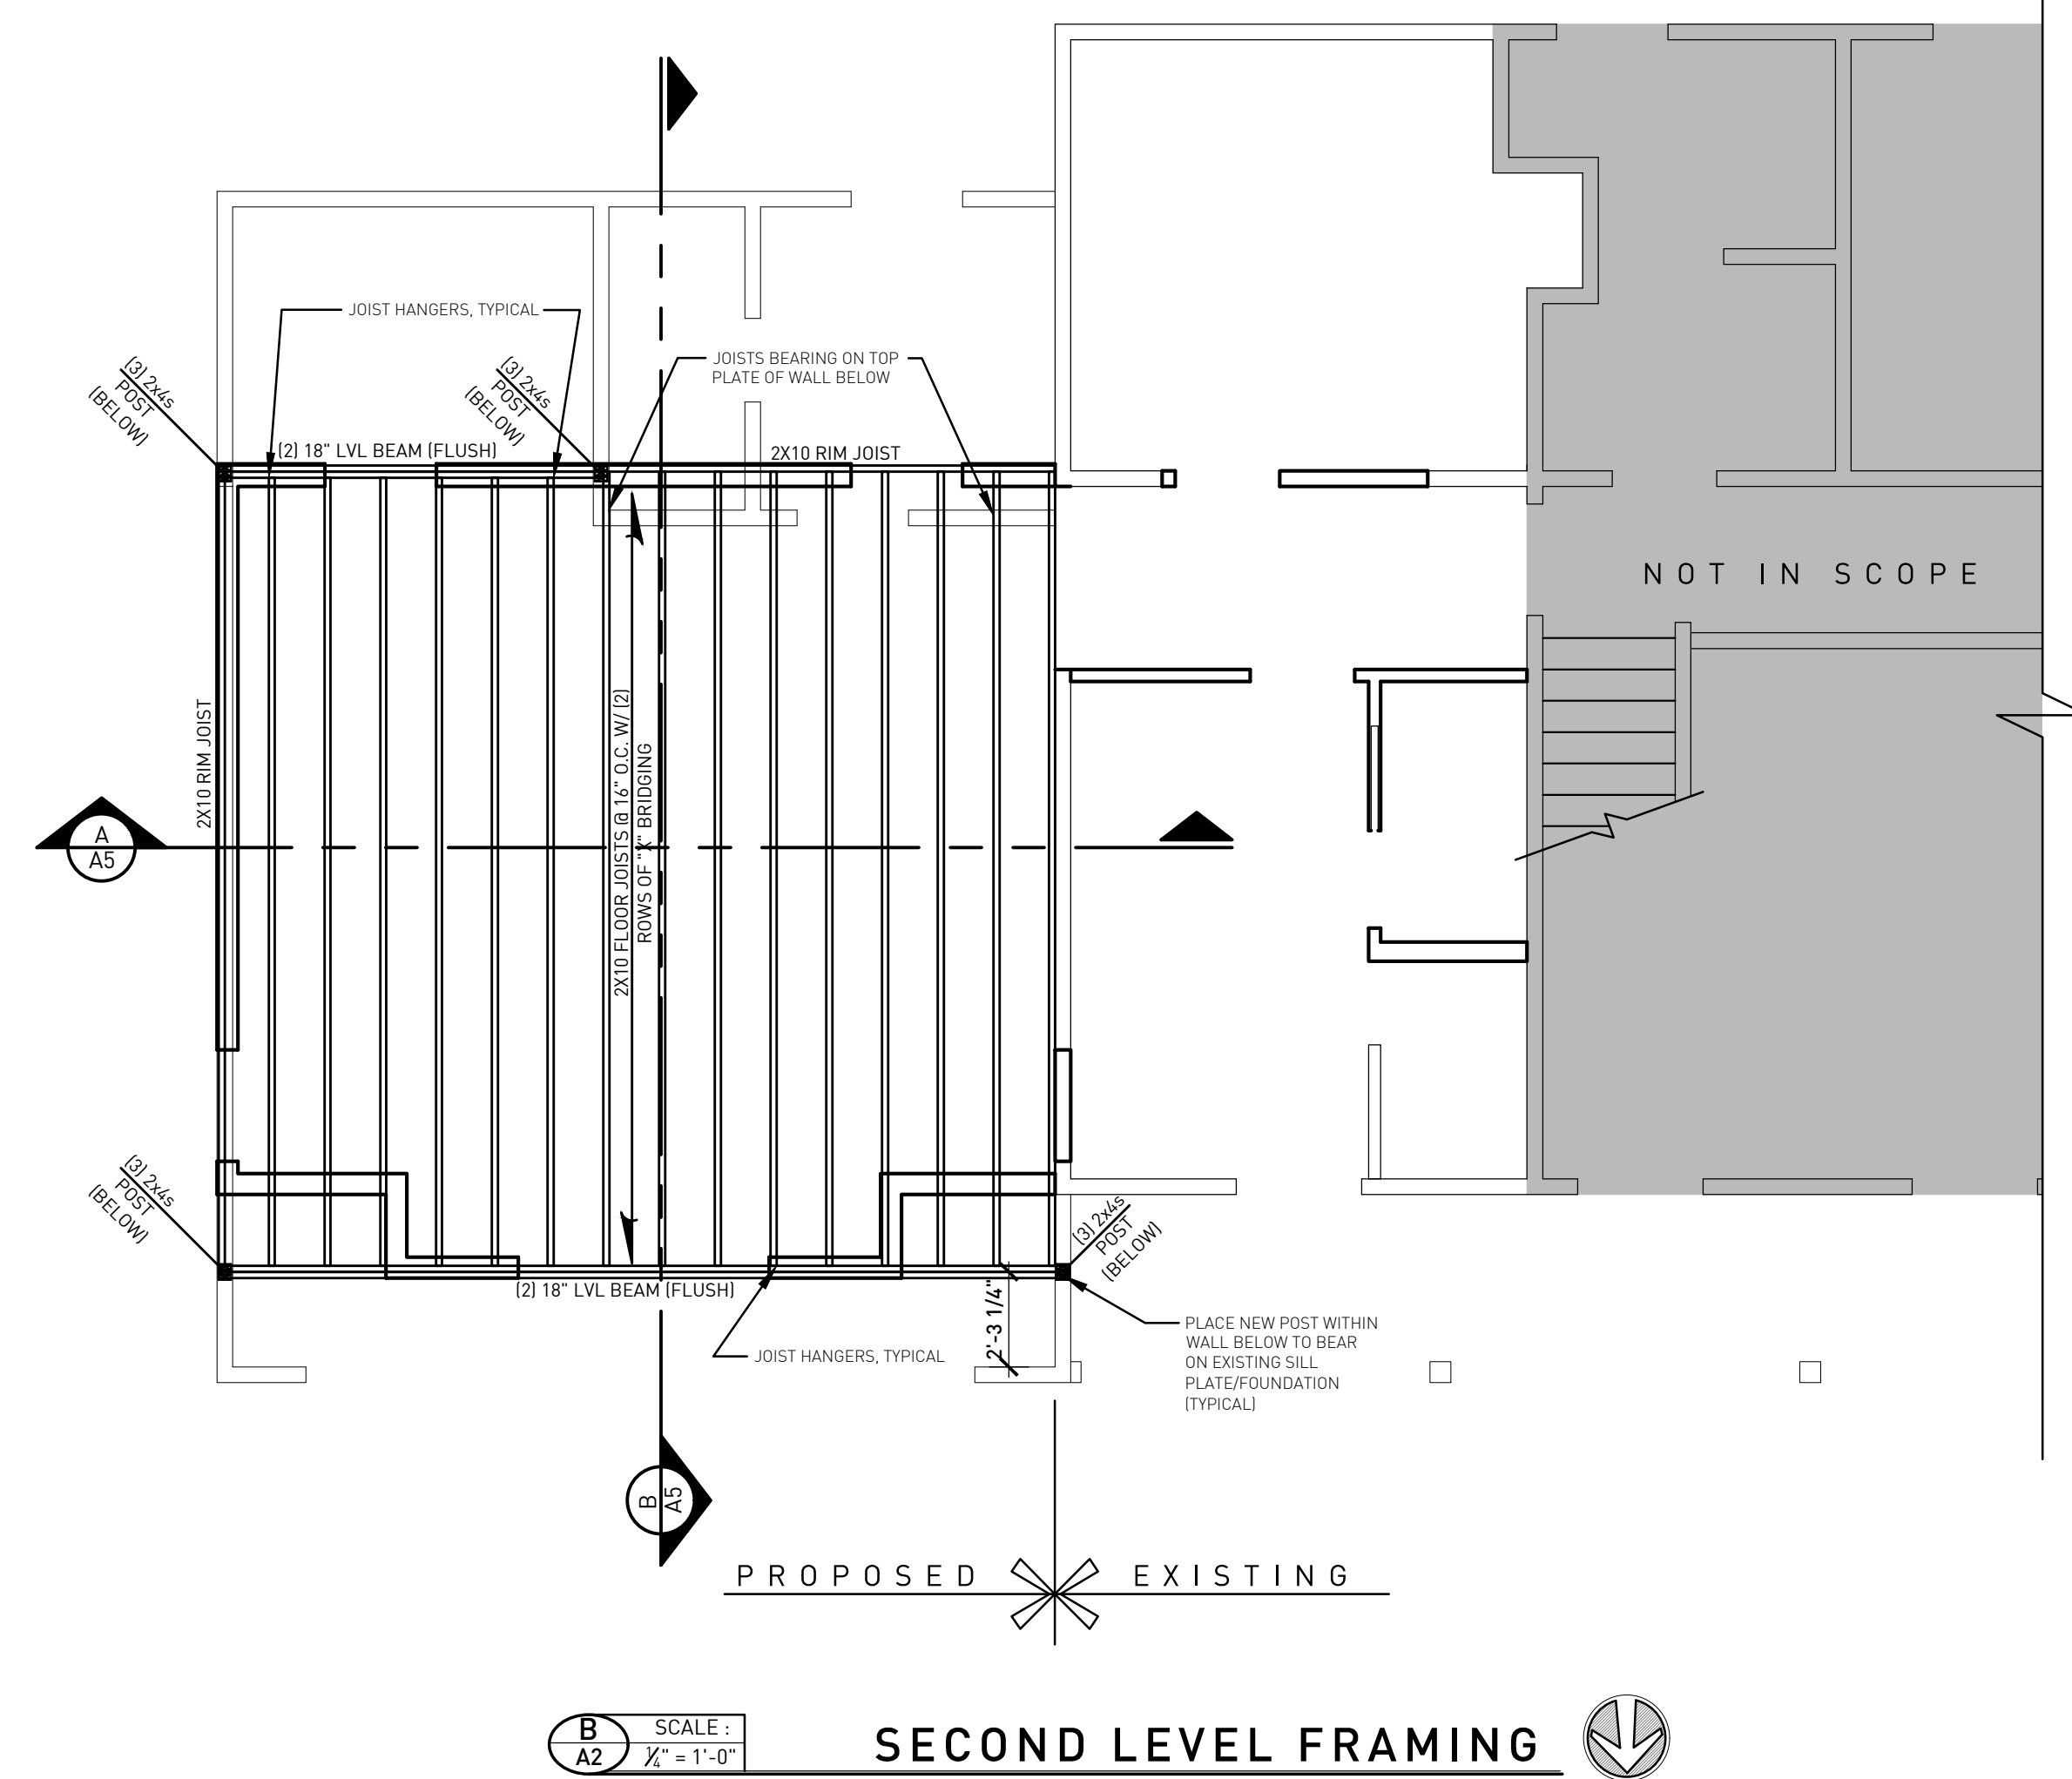 JOIST HANGERS, TYPICAL
JOISTS BEARING ON TOP
PLATE OF WALL BELOW
(3) 2x4s
POST
(BELOW)
(3) 2x4s
POST
(BELOW)
(2) 18" LVL BEAM (FLUSH)
2X10 RIM JOIST
NOT IN SCOPE
2X10 RIM JOIST
2X10 FLOOR JOISTS @ 16" O.C. W/ (2)
ROWS OF "X" BRIDGING
A
A5
(3) 2x4s
POST
(BELOW)
(3) 2x4s
POST
(BELOW)
(2) 18" LVL BEAM (FLUSH)
2'-3 1/4"
JOIST HANGERS, TYPICAL
PLACE NEW POST WITHIN
WALL BELOW TO BEAR
ON EXISTING SILL
PLATE/FOUNDATION
(TYPICAL)
B
A5
PROPOSED
EXISTING
B
A2
SCALE :
1/4" = 1'-0"
SECOND LEVEL FRAMING